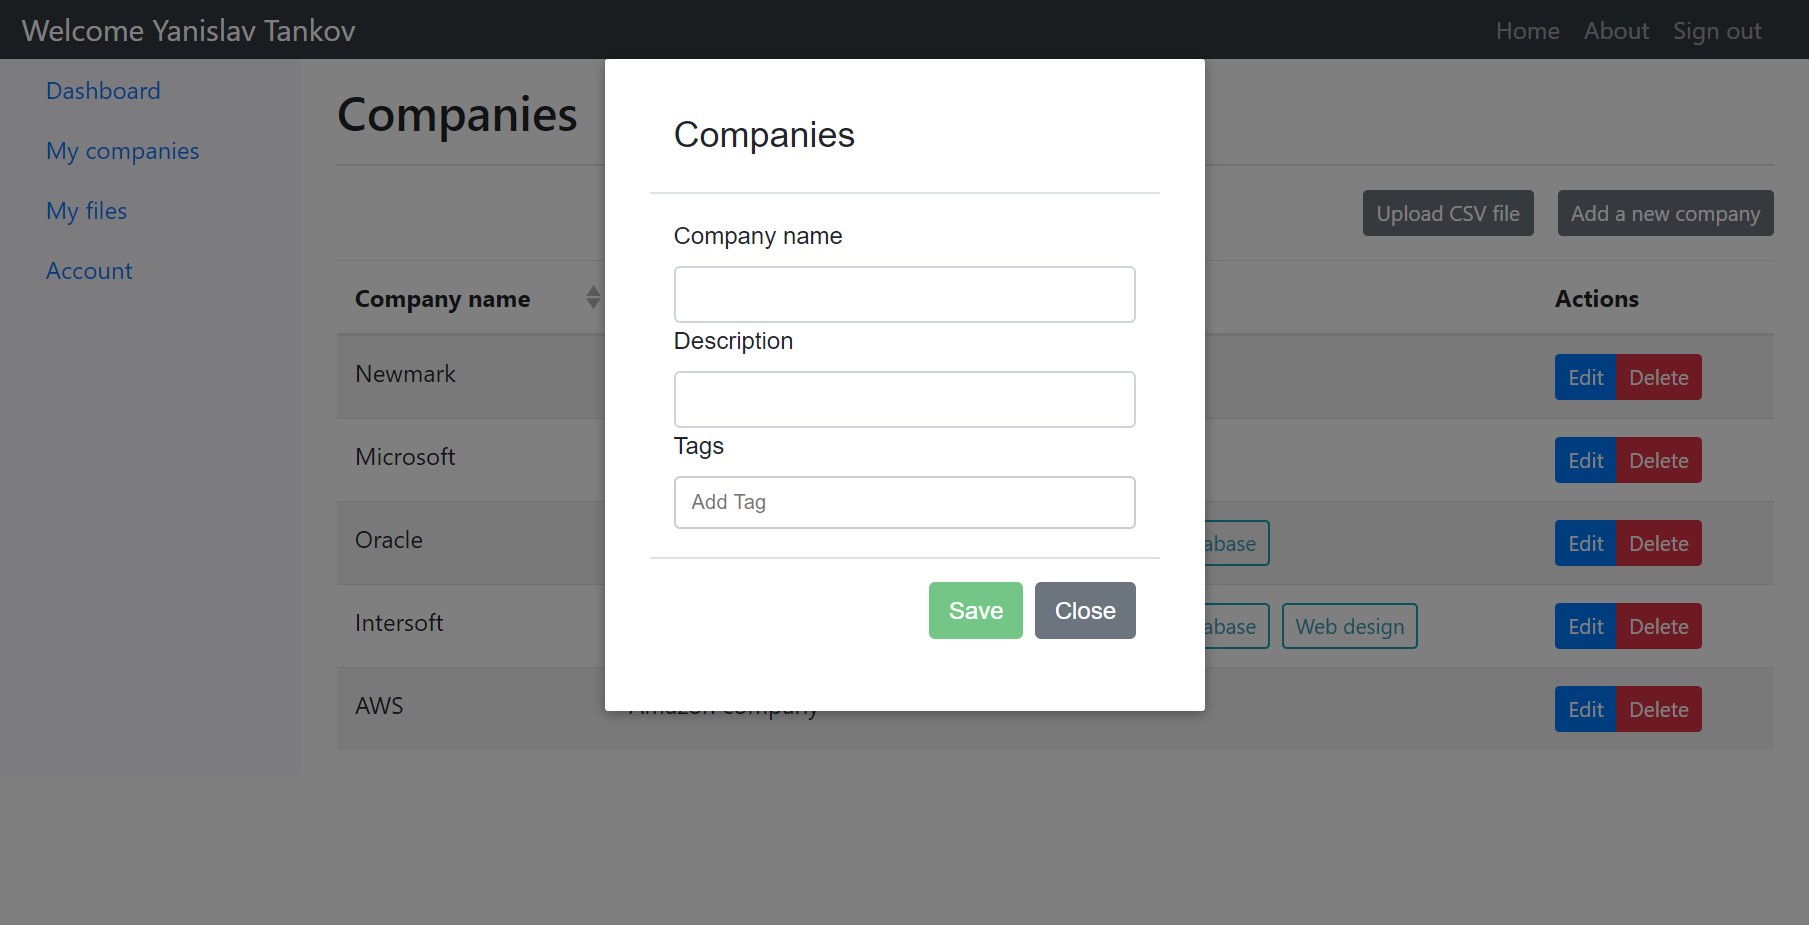 Welcome Yanislav Tankov
Home About Sign out
Dashboard
My companies
My files
Account
Companies
Upload CSV file Add a new company
Company name Actions
Newmark Edit Delete
Microsoft Edit Delete
Oracle abase Edit Delete
Intersoft abase Web design Edit Delete
AWS Amazon company Edit Delete
Companies
Company name
Description
Tags
Add Tag
Save Close